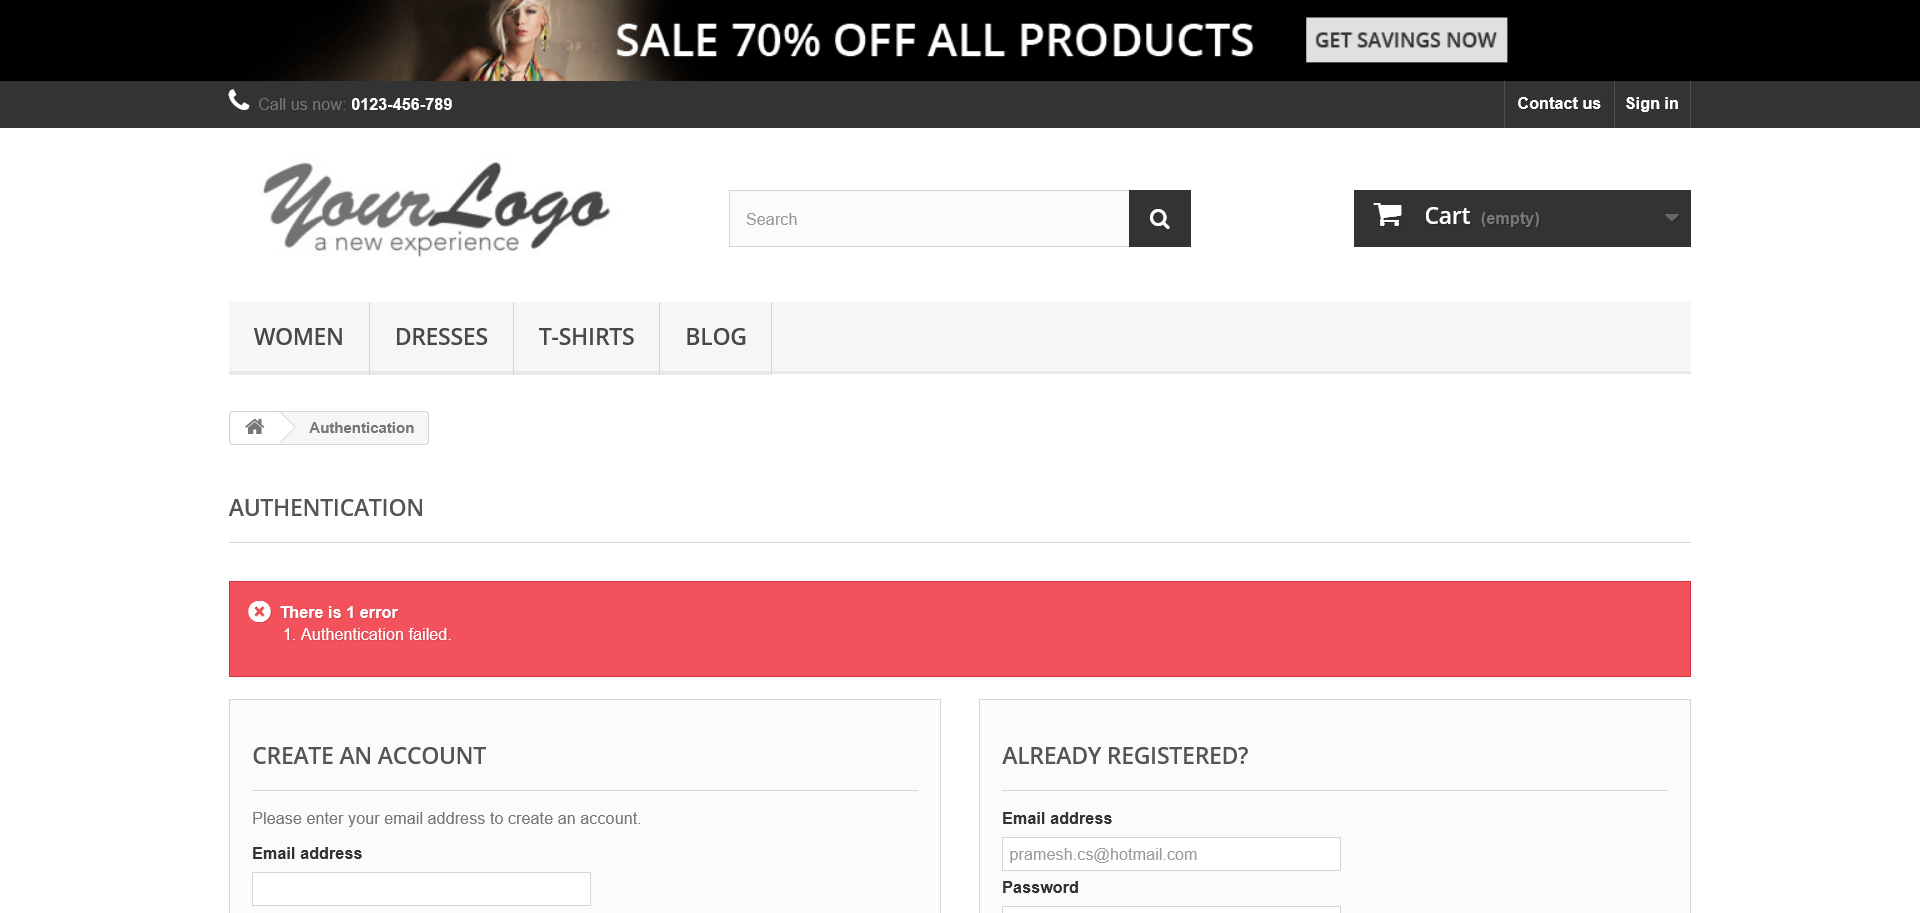 SALE 70% OFF ALL PRODUCTS
GET SAVINGS NOW
Call us now: 0123-456-789
Contact us
Sign in
YourLogo
a new experience
Search
Cart (empty)
WOMEN
DRESSES
T-SHIRTS
BLOG
Authentication
AUTHENTICATION
There is 1 error
1. Authentication failed.
CREATE AN ACCOUNT
Please enter your email address to create an account.
Email address
ALREADY REGISTERED?
Email address
pramesh.cs@hotmail.com
Password